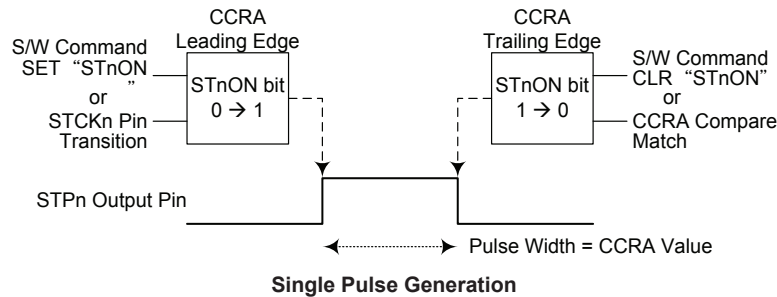 CCRA
Leading Edge
S/W Command
SET “STnON
”
or
STCKn Pin
Transition
STnON bit
0 → 1
CCRA
Trailing Edge
STnON bit
1 → 0
S/W Command
CLR “STnON”
or
CCRA Compare
Match
STPn Output Pin
Pulse Width = CCRA Value
Single Pulse Generation